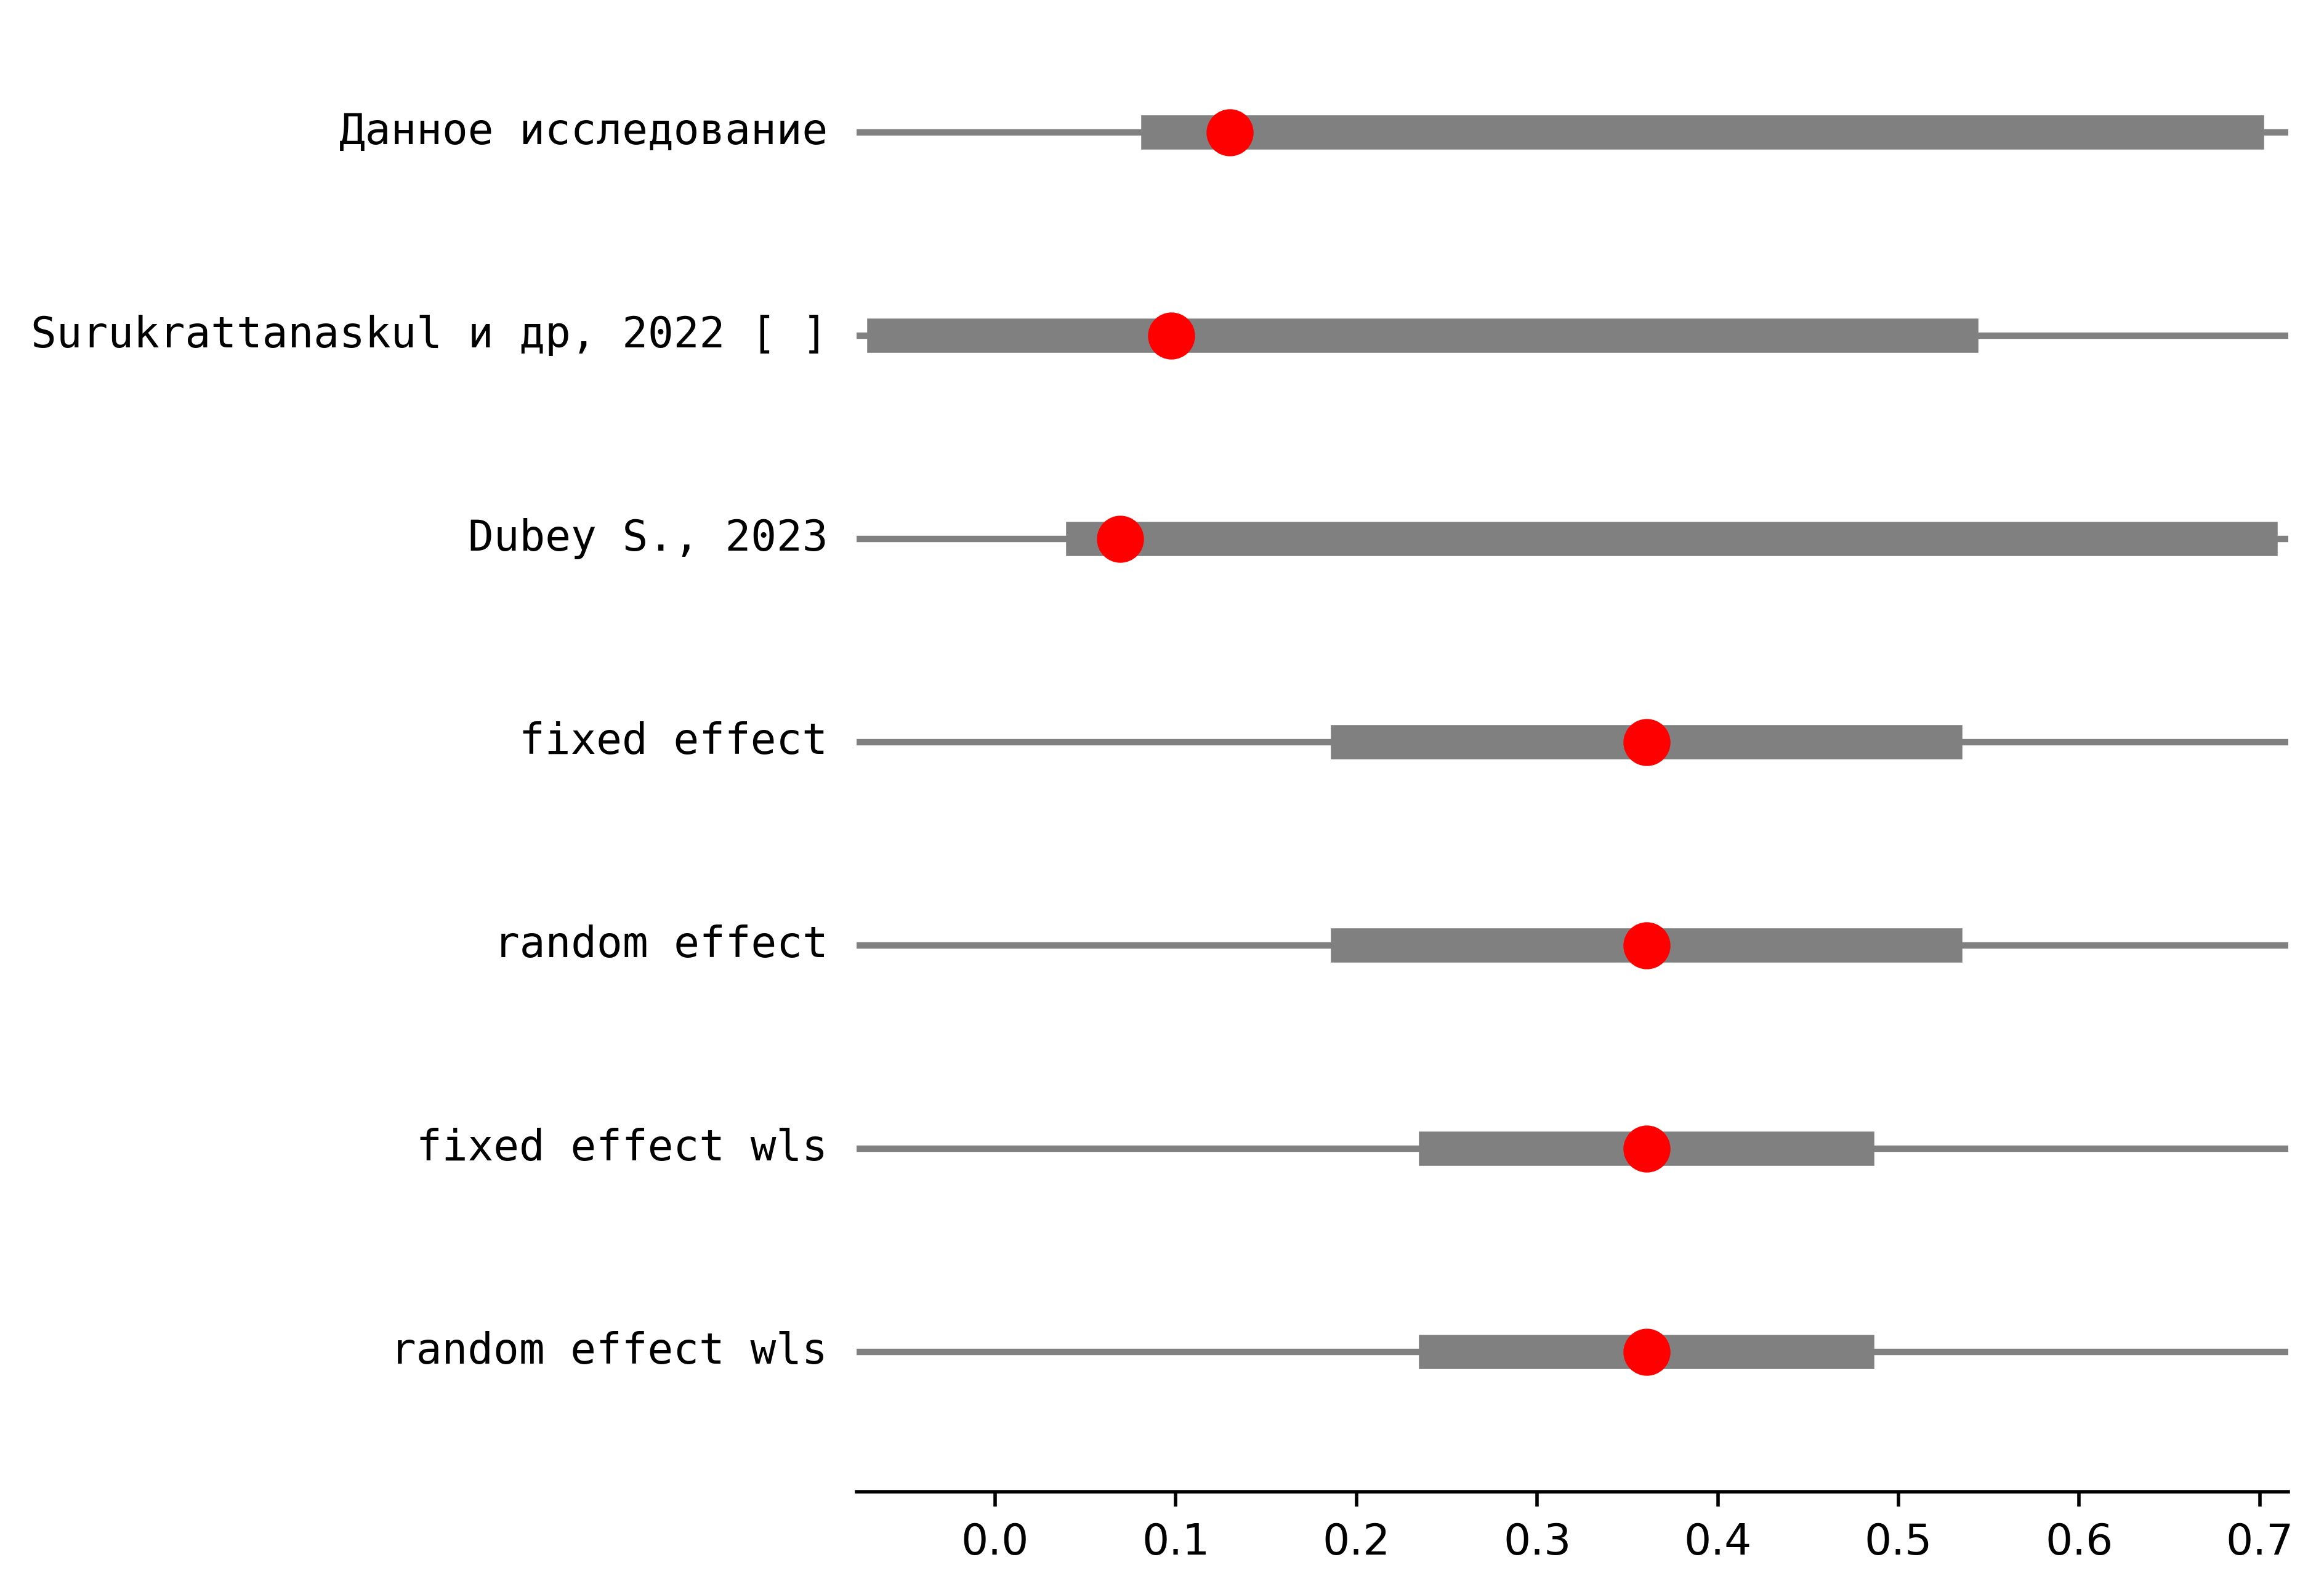 Данное исследование
Surukrattanaskul и др, 2022 [ ]
Dubey S., 2023
fixed effect
random effect
fixed effect wls
random effect wls
0.0 0.1 0.2 0.3 0.4 0.5 0.6 0.7